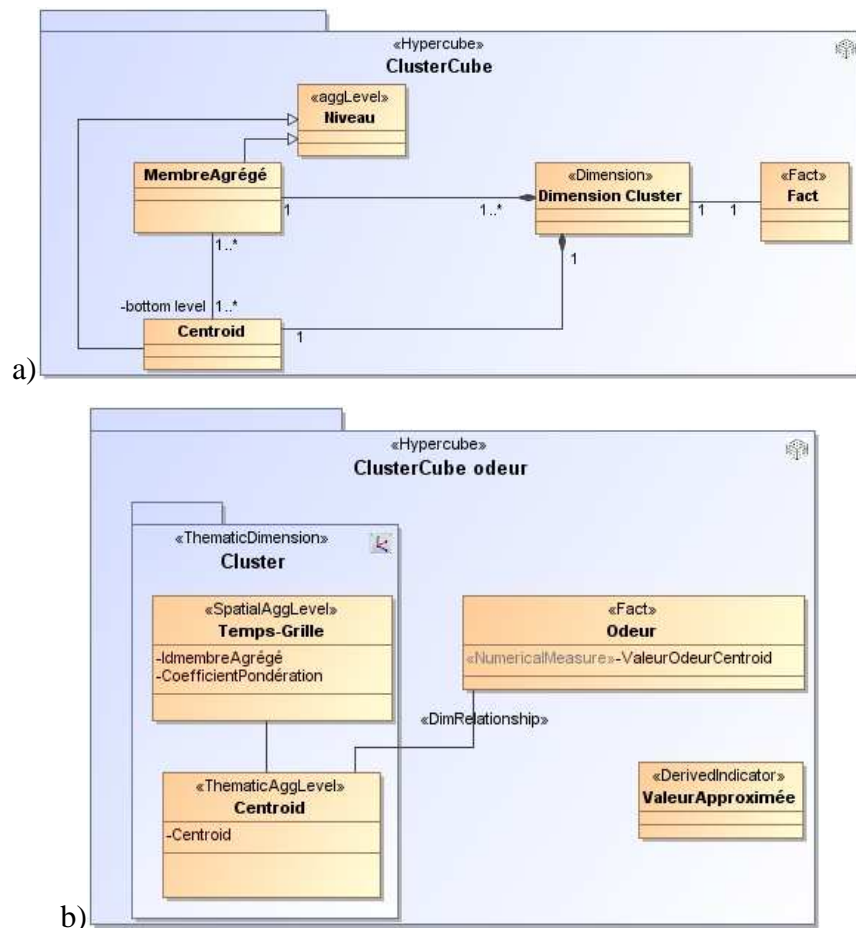 «Hypercube»
ClusterCube
«aggLevel»
Niveau
MembreAgrégé
«Dimension»
Dimension Cluster
«Fact»
Fact
1
1..*
1
1
1..*
1
-bottom level
1..*
Centroid
1
a)
«Hypercube»
ClusterCube odeur
«ThematicDimension»
Cluster
«SpatialAggLevel»
Temps-Grille
-IdmembreAgrégé
-CoefficientPondération
«Fact»
Odeur
«NumericalMeasure»-ValeurOdeurCentroid
«DimRelationship»
«ThematicAggLevel»
Centroid
-Centroid
«DerivedIndicator»
ValeurApproximée
b)